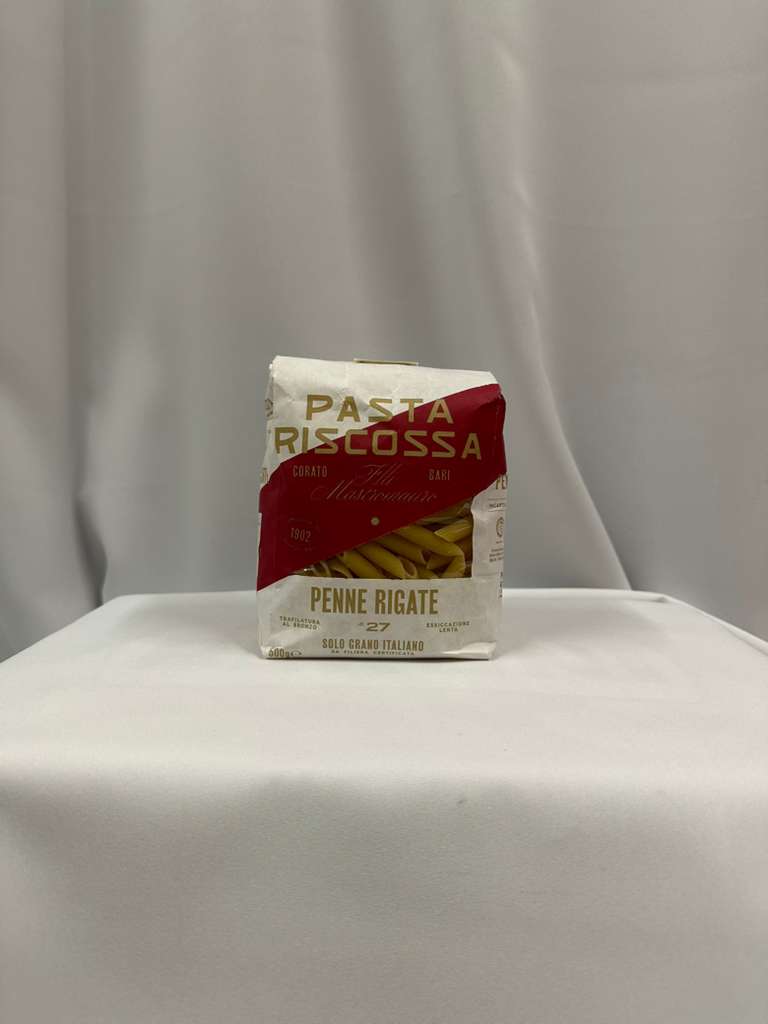 PASTA
RISCOSSA
CORATO
BARI
F.lli
Mastromauro
1902
PENNE RIGATE
TRAFILATURA
AL BRONZO
27
ESSICCAZIONE
LENTA
SOLO GRANO ITALIANO
DA FILIERA CERTIFICATA
500g℮